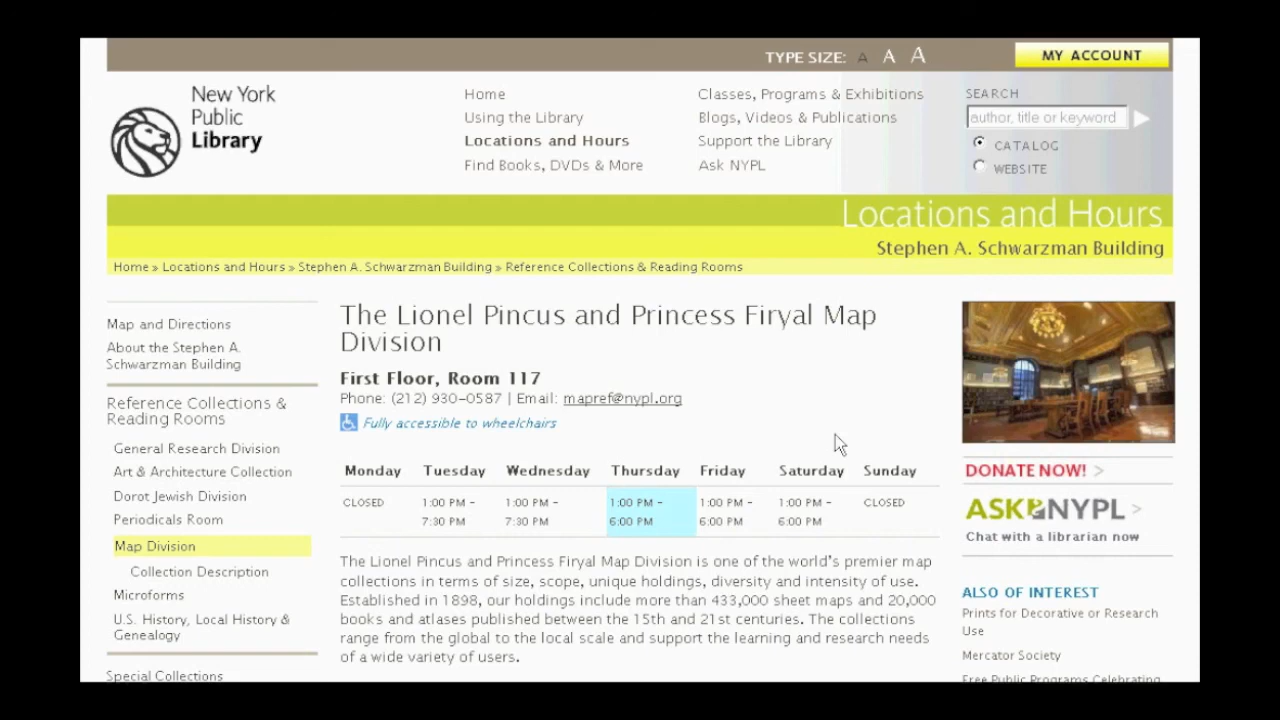 TYPE SIZE: A A A
MY ACCOUNT
New York
Public
Library
Home
Using the Library
Locations and Hours
Find Books, DVDs & More
Classes, Programs & Exhibitions
Blogs, Videos & Publications
Support the Library
Ask NYPL
SEARCH
author, title or keyword
CATALOG
WEBSITE
Locations and Hours
Stephen A. Schwarzman Building
Home » Locations and Hours » Stephen A. Schwarzman Building » Reference Collections & Reading Rooms
Map and Directions
About the Stephen A.
Schwarzman Building
Reference Collections &
Reading Rooms
General Research Division
Art & Architecture Collection
Dorot Jewish Division
Periodicals Room
Map Division
Collection Description
Microforms
U.S. History, Local History &
Genealogy
Special Collections
The Lionel Pincus and Princess Firyal Map
Division
First Floor, Room 117
Phone: (212) 930-0587 | Email: mapref@nypl.org
Fully accessible to wheelchairs
Monday Tuesday Wednesday Thursday Friday Saturday Sunday
CLOSED 1:00 PM - 1:00 PM - 1:00 PM - 1:00 PM - 1:00 PM - CLOSED
7:30 PM 7:30 PM 6:00 PM 6:00 PM 6:00 PM
The Lionel Pincus and Princess Firyal Map Division is one of the world's premier map
collections in terms of size, scope, unique holdings, diversity and intensity of use.
Established in 1898, our holdings include more than 433,000 sheet maps and 20,000
books and atlases published between the 15th and 21st centuries. The collections
range from the global to the local scale and support the learning and research needs
of a wide variety of users.
DONATE NOW! >
ASK NYPL >
Chat with a librarian now
ALSO OF INTEREST
Prints for Decorative or Research
Use
Mercator Society
Free Public Programs Celebrating